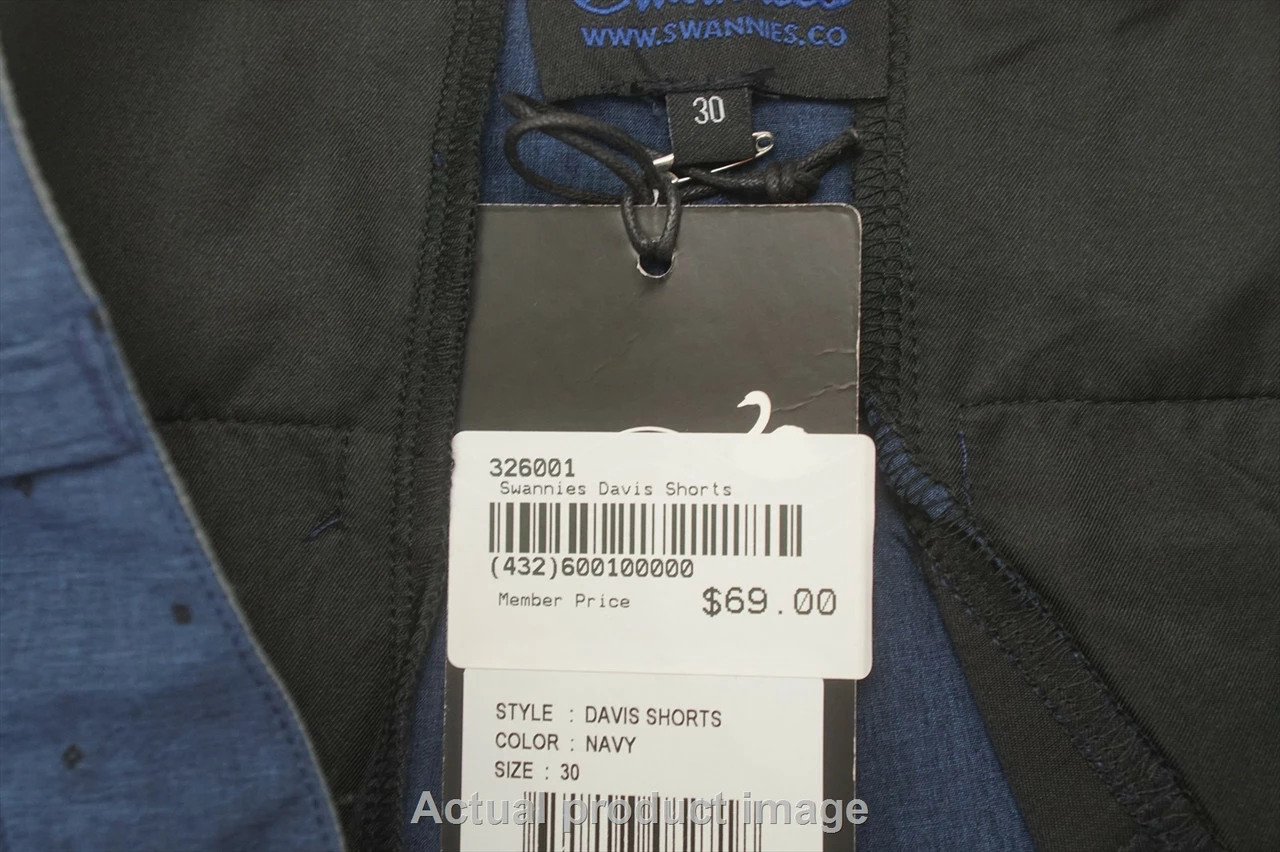 WWW.SWANNIES.CO
30
326001
Swannies Davis Shorts
(432)600100000
Member Price $69.00
STYLE : DAVIS SHORTS
COLOR : NAVY
SIZE : 30
Actual product image